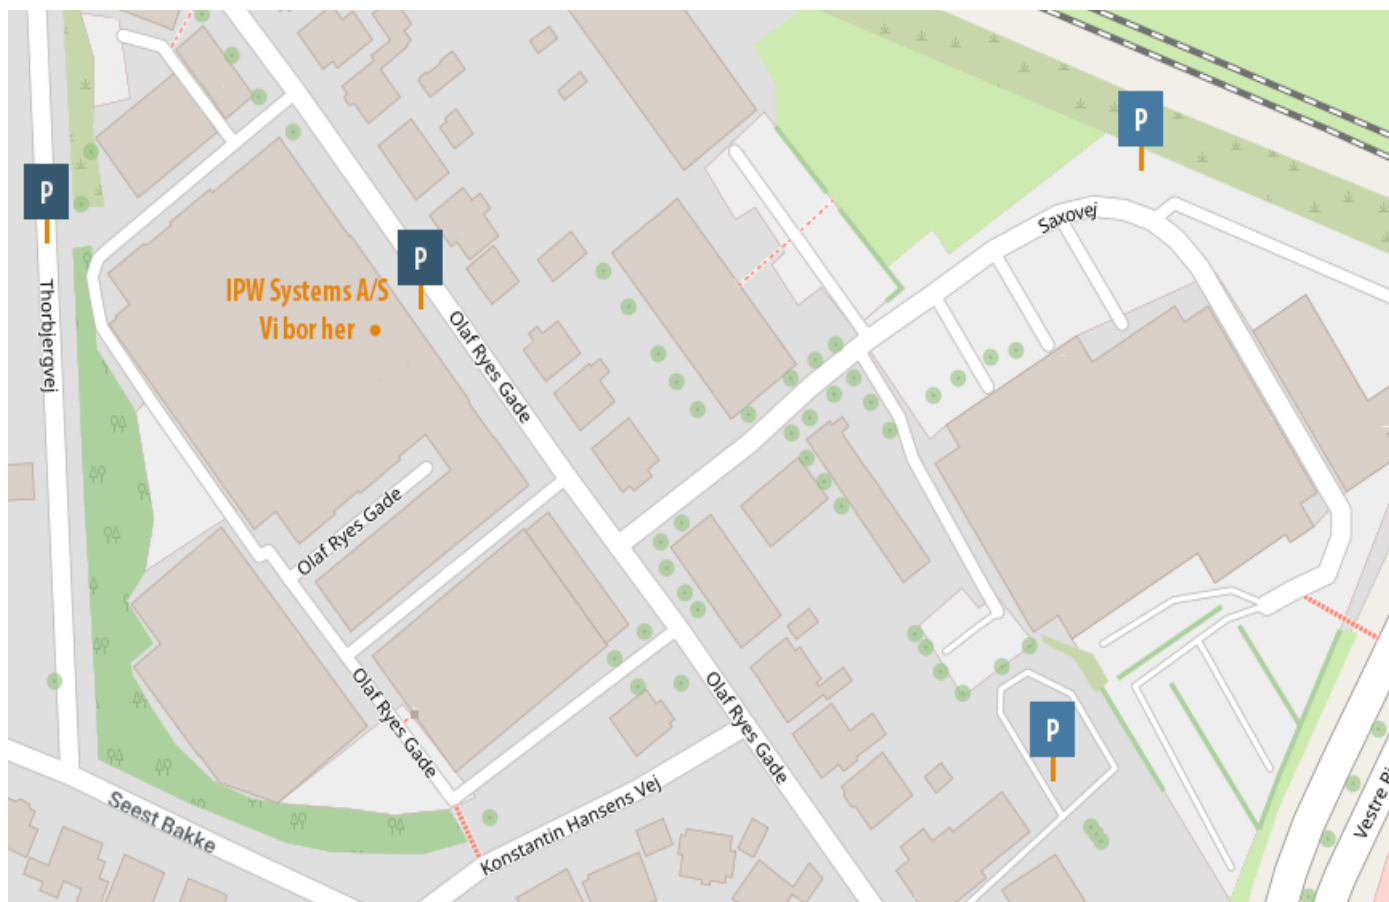 P
P
P
Saxovej
IPW Systems A/S
Vi bor her
Thorbjergvej
Olaf Ryes Gade
Olaf Ryes Gade
Olaf Ryes Gade
Olaf Ryes Gade
P
Konstantin Hansens Vej
Seest Bakke
Vestre